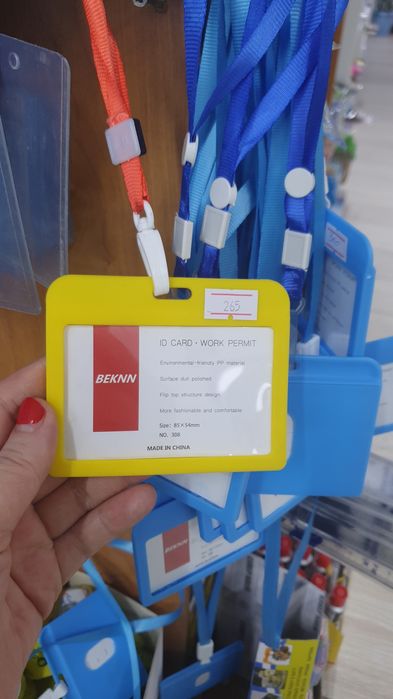 265
ID CARD · WORK PERMIT
BEKNN
Environmental-friendly PP material
Surface dull polished
Flip top structure design
More fashionable and comfortable
Size: 85×54mm
NO. 308
MADE IN CHINA
BEKNN